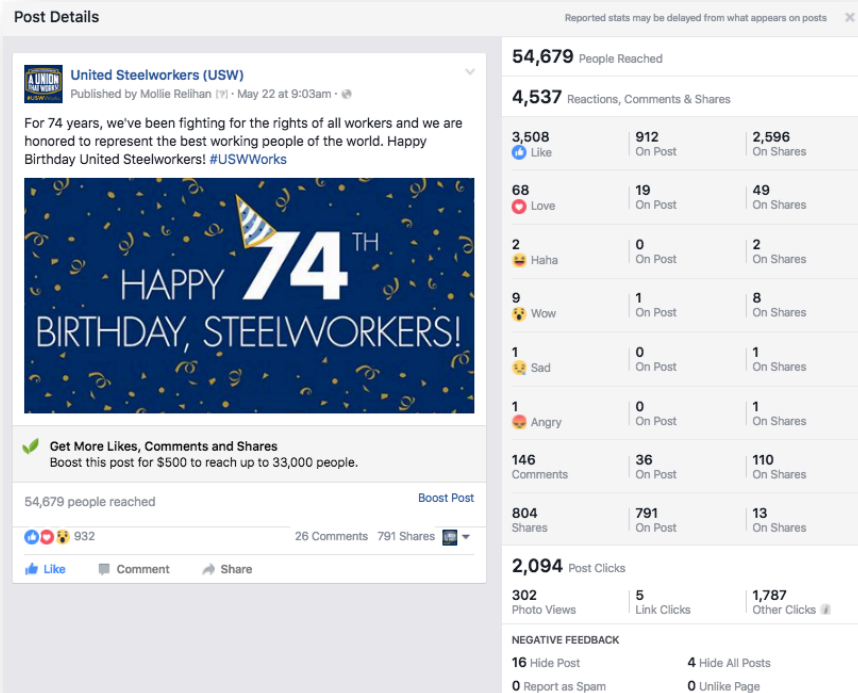 Post Details
Reported stats may be delayed from what appears on posts
United Steelworkers (USW)
Published by Mollie Relihan [?] · May 22 at 9:03am ·
For 74 years, we've been fighting for the rights of all workers and we are
honored to represent the best working people of the world. Happy
Birthday United Steelworkers! #USWWorks
A UNION
THAT WORKS
#USWWorks
HAPPY 74TH
BIRTHDAY, STEELWORKERS!
Get More Likes, Comments and Shares
Boost this post for $500 to reach up to 33,000 people.
54,679 people reached
Boost Post
932
26 Comments 791 Shares
Like Comment Share
54,679 People Reached
4,537 Reactions, Comments & Shares
3,508 912 2,596
Like On Post On Shares
68 19 49
Love On Post On Shares
2 0 2
Haha On Post On Shares
9 1 8
Wow On Post On Shares
1 0 1
Sad On Post On Shares
1 0 1
Angry On Post On Shares
146 36 110
Comments On Post On Shares
804 791 13
Shares On Post On Shares
2,094 Post Clicks
302 5 1,787
Photo Views Link Clicks Other Clicks i
NEGATIVE FEEDBACK
16 Hide Post 4 Hide All Posts
0 Report as Spam 0 Unlike Page